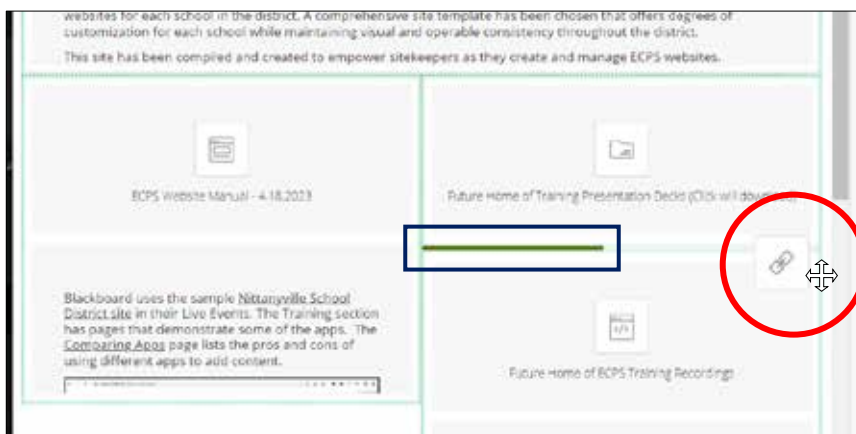 websites for each school in the district. A comprehensive site template has been chosen that offers degrees of
customization for each school while maintaining visual and operable consistency throughout the district.
This site has been compiled and created to empower sitekeepers as they create and manage ECPS websites.
ECPS Website Manual - 4.18.2023
Future Home of Training Presentation Decks (Click will
Blackboard uses the sample Nittanyville School
District site in their Live Events. The Training section
has pages that demonstrate some of the apps. The
Comparing Apps page lists the pros and cons of
using different apps to add content.
Future Home of ECPS Training Recordings